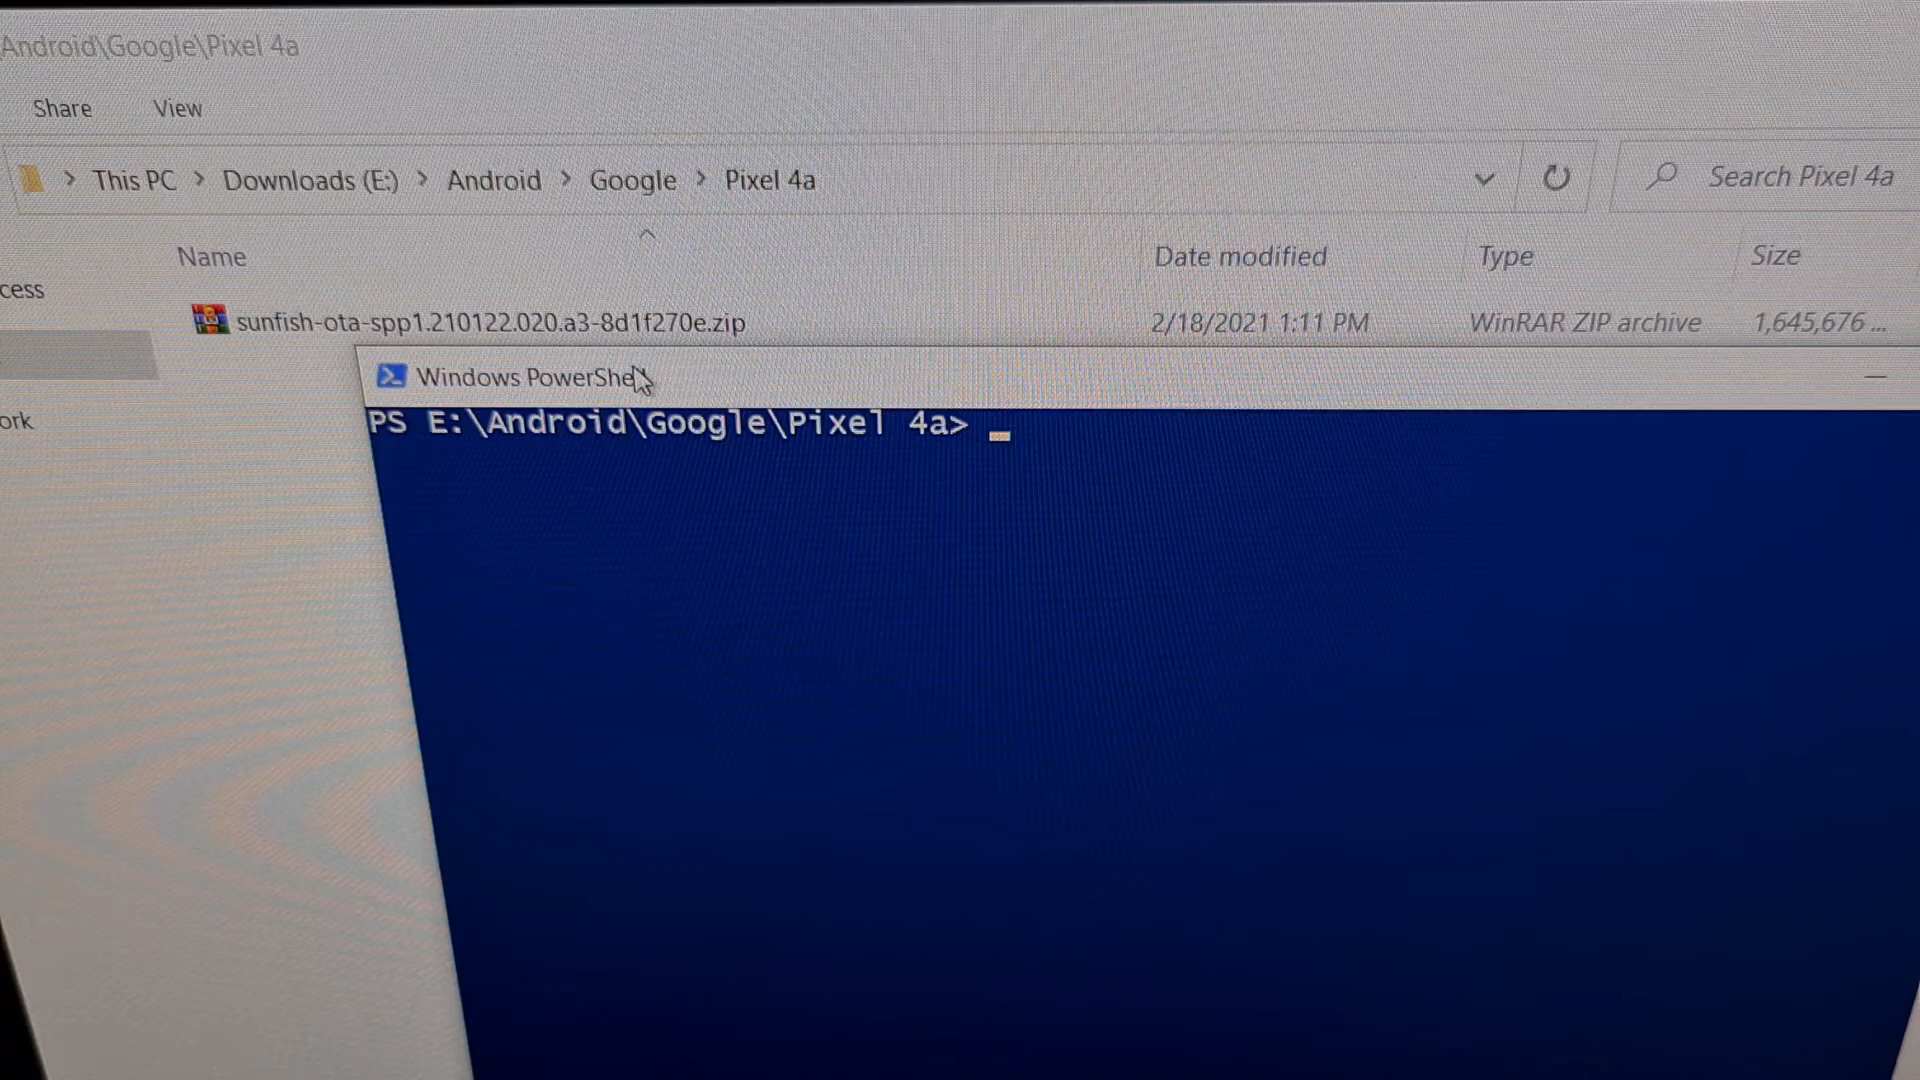 Android\Google\Pixel 4a
Share View
This PC > Downloads (E:) > Android > Google > Pixel 4a
Search Pixel 4a
Name Date modified Type Size
cess
sunfish-ota-spp1.210122.020.a3-8d1f270e.zip 2/18/2021 1:11 PM WinRAR ZIP archive 1,645,676 ...
Windows PowerShell
ork
PS E:\Android\Google\Pixel 4a>